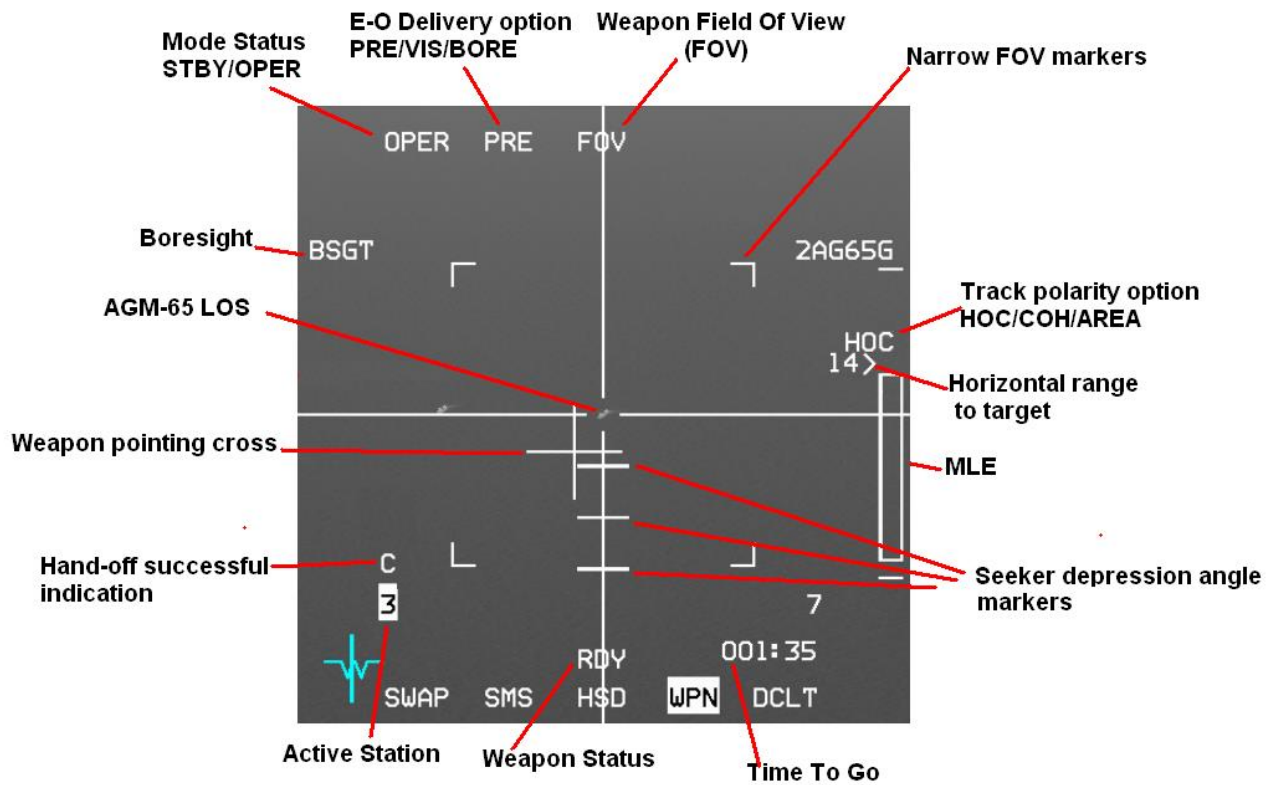 E-O Delivery option
PRE/VIS/BORE
Weapon Field Of View
(FOV)
Mode Status
STBY/OPER
Narrow FOV markers
OPER PRE FOV
Boresight
BSGT
2AG65G
AGM-65 LOS
Track polarity option
HOC/COH/AREA
HOC
14>
Horizontal range
to target
Weapon pointing cross
MLE
Hand-off successful
indication
C
Seeker depression angle
markers
3
7
RDY
001:35
SWAP SMS HSD WPN DCLT
Active Station
Weapon Status
Time To Go